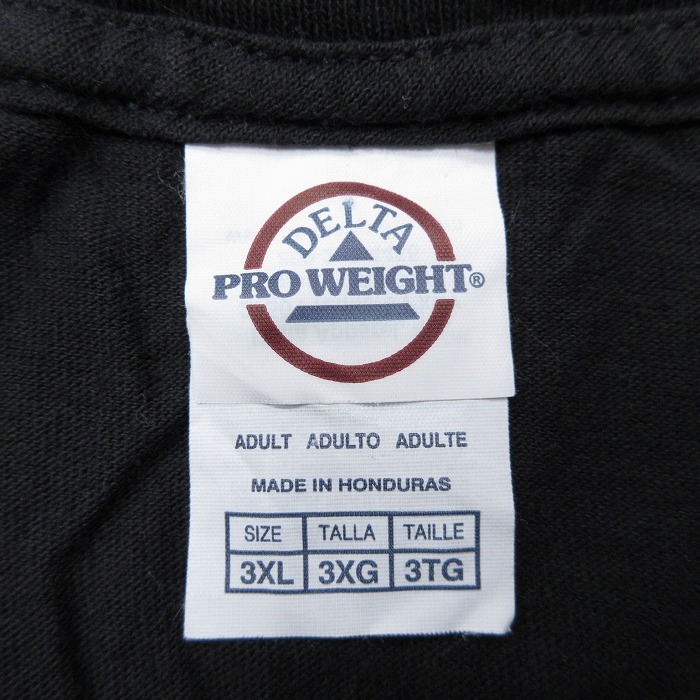 DELTA
PRO WEIGHT®
ADULT ADULTO ADULTE
MADE IN HONDURAS
SIZE TALLA TAILLE
3XL 3XG 3TG